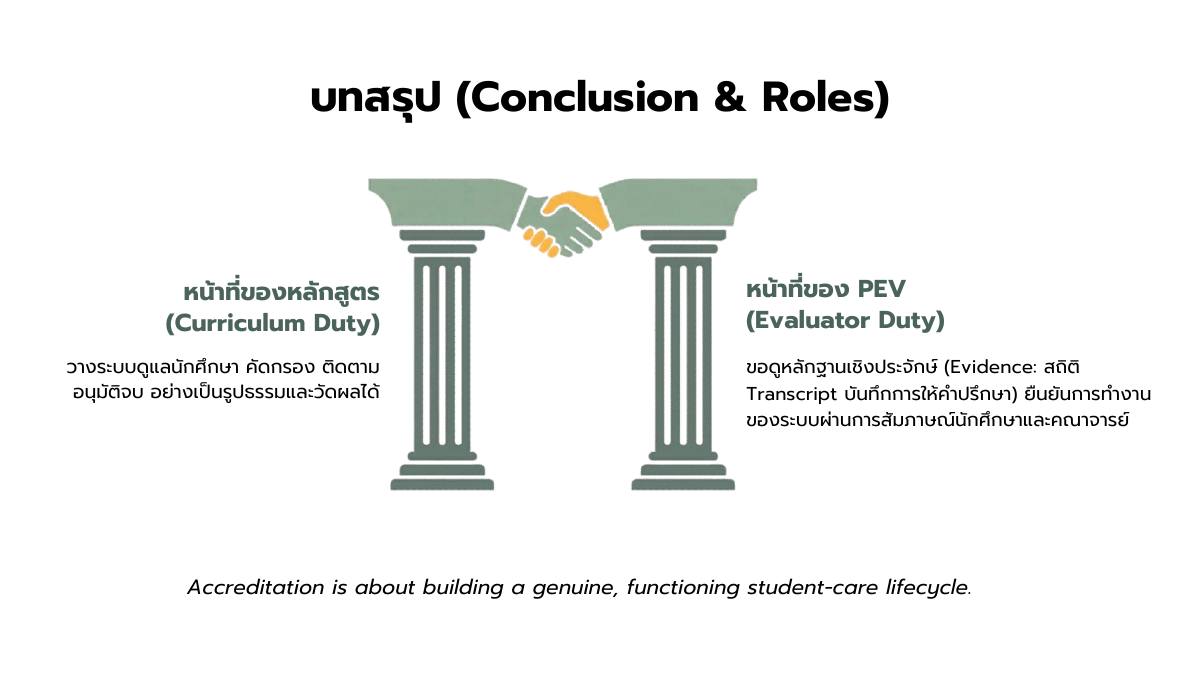 บทสรุป (Conclusion & Roles)
หน้าที่ของหลักสูตร
(Curriculum Duty)
วางระบบดูแลนักศึกษา คัดกรอง ติดตาม
อนุมัติจบ อย่างเป็นรูปธรรมและวัดผลได้
หน้าที่ของ PEV
(Evaluator Duty)
ขอดูหลักฐานเชิงประจักษ์ (Evidence: สถิติ
Transcript บันทึกการให้คำปรึกษา) ยืนยันการทำงาน
ของระบบผ่านการสัมภาษณ์นักศึกษาและคณาจารย์
Accreditation is about building a genuine, functioning student-care lifecycle.